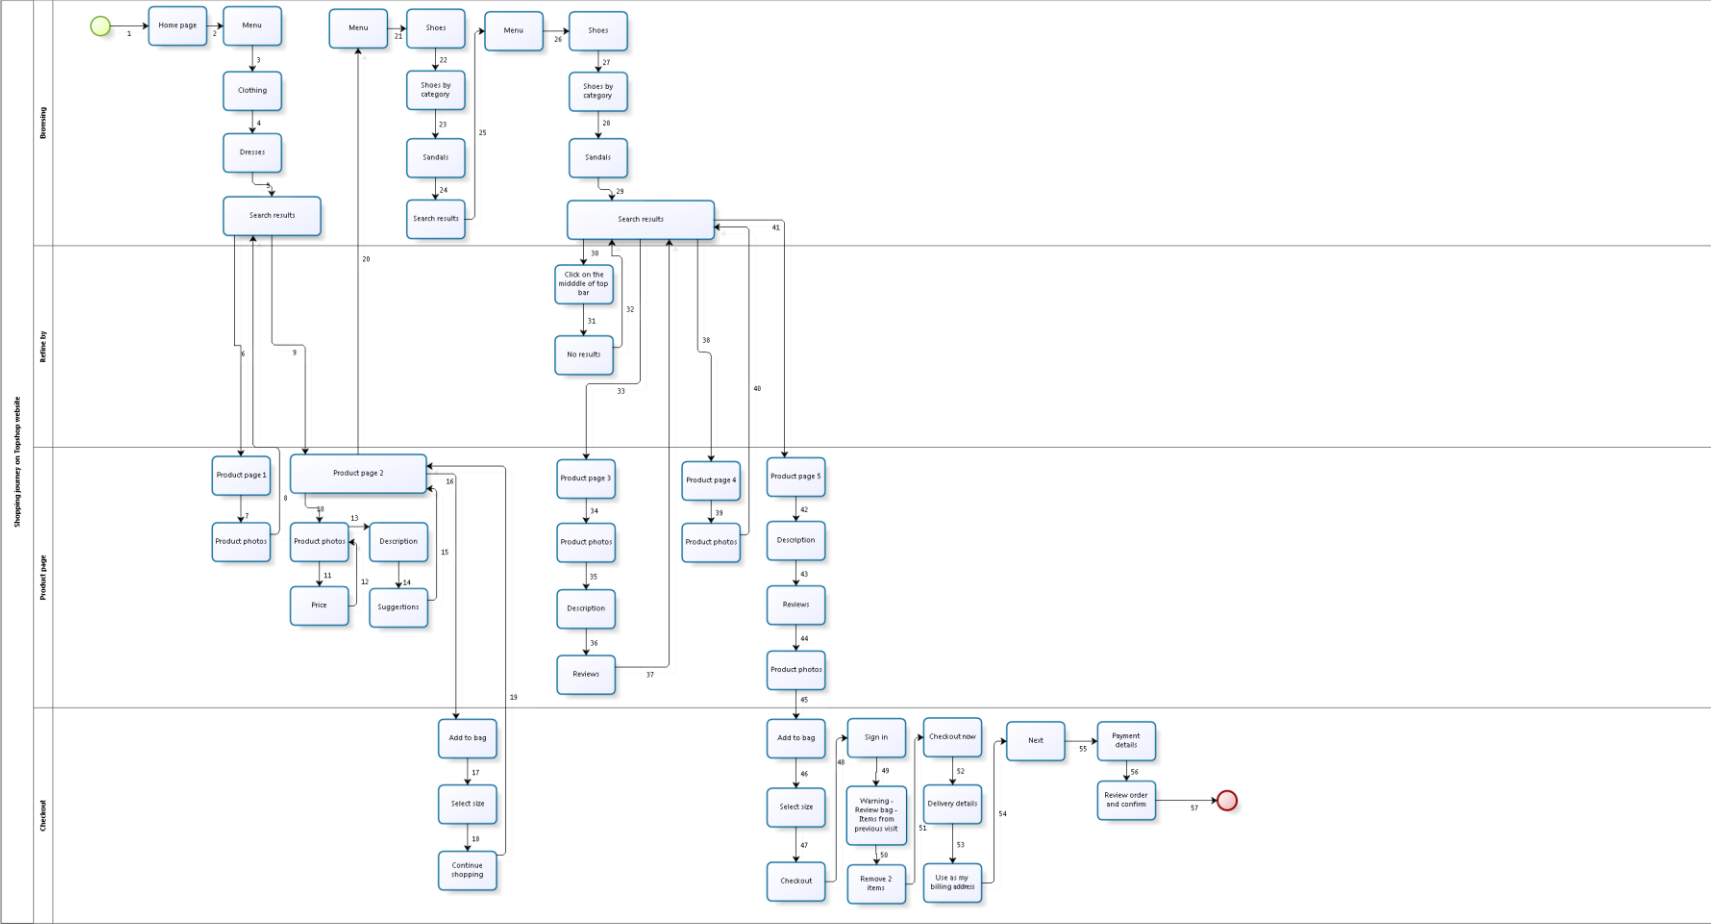 Shopping journey on Topshop website
Browsing
Home page
Menu
Menu
Shoes
Menu
Shoes
1
2
21
26
3
22
27
Clothing
Shoes by
category
Shoes by
category
4
23
28
25
Dresses
Sandals
Sandals
5
24
29
Search results
Search results
Search results
41
Refine by
20
30
Click on the
midddle of top
bar
32
31
6
9
38
No results
33
40
Product page
Product page 1
Product page 2
16
Product page 3
Product page 4
Product page 5
8
7
10
13
34
39
42
Product photos
Product photos
Description
15
Product photos
Product photos
Description
11
12
14
35
43
Price
Suggestions
Description
Reviews
36
44
Reviews
37
Product photos
19
45
Checkout
Add to bag
Add to bag
Sign in
Checkout now
Next
Payment
details
55
48
17
46
49
52
56
Select size
Select size
Warning -
Review bag -
Items from
previous visit
Delivery details
Review order
and confirm
57
54
51
18
47
50
53
Continue
shopping
Checkout
Remove 2
items
Use as my
billing address